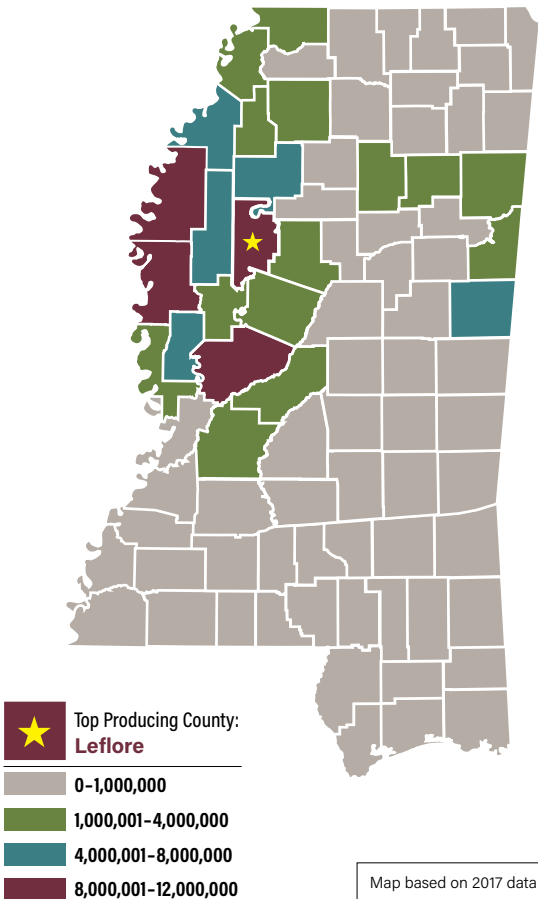 Top Producing County:
Leflore
0–1,000,000
1,000,001–4,000,000
4,000,001–8,000,000
8,000,001–12,000,000
Map based on 2017 data